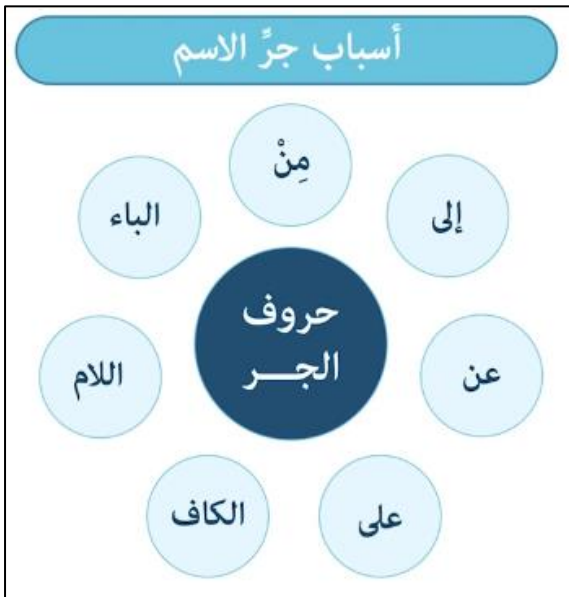 أسباب جرِّ الاسم
حروف
الجـــر
مِنْ
إلى
عن
على
الكاف
اللام
الباء